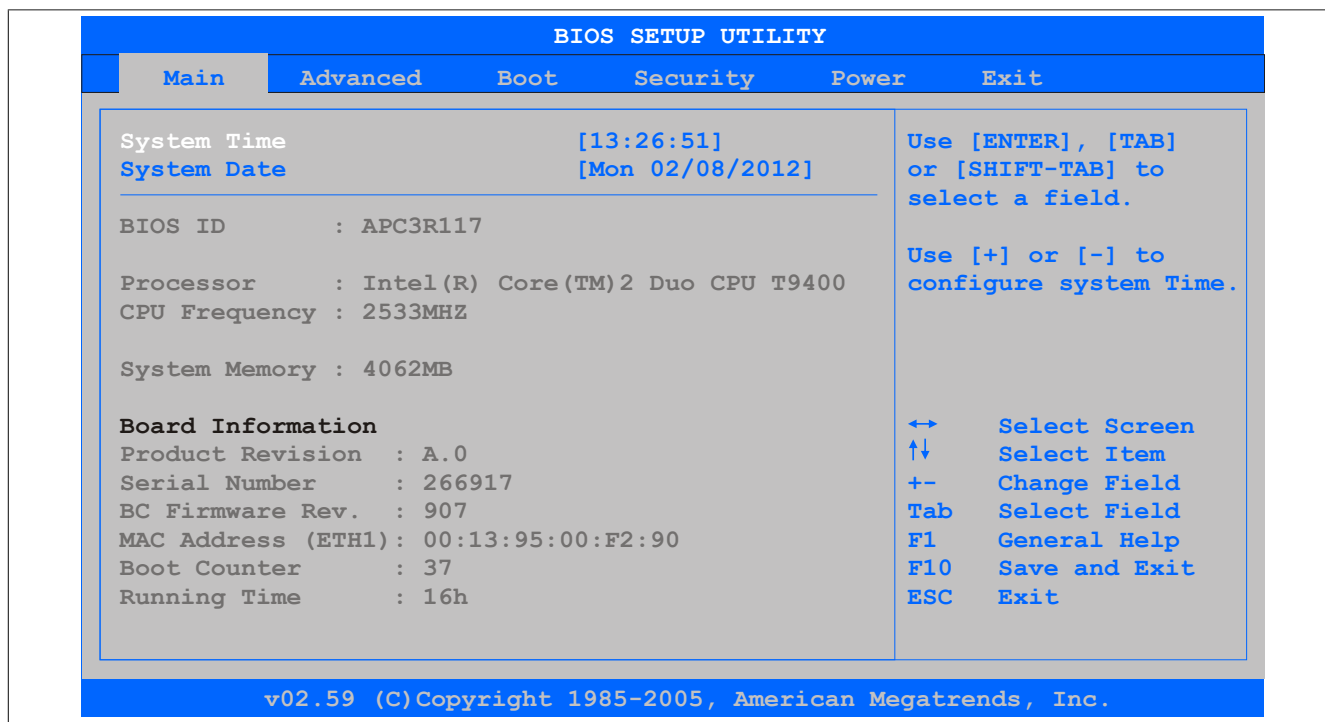 BIOS SETUP UTILITY
Main Advanced Boot Security Power Exit
System Time [13:26:51]
System Date [Mon 02/08/2012]
BIOS ID : APC3R117
Processor : Intel(R) Core(TM)2 Duo CPU T9400
CPU Frequency : 2533MHZ
System Memory : 4062MB
Board Information
Product Revision : A.0
Serial Number : 266917
BC Firmware Rev. : 907
MAC Address (ETH1): 00:13:95:00:F2:90
Boot Counter : 37
Running Time : 16h
Use [ENTER], [TAB]
or [SHIFT-TAB] to
select a field.
Use [+] or [-] to
configure system Time.
↔ Select Screen
↑↓ Select Item
+- Change Field
Tab Select Field
F1 General Help
F10 Save and Exit
ESC Exit
v02.59 (C)Copyright 1985-2005, American Megatrends, Inc.